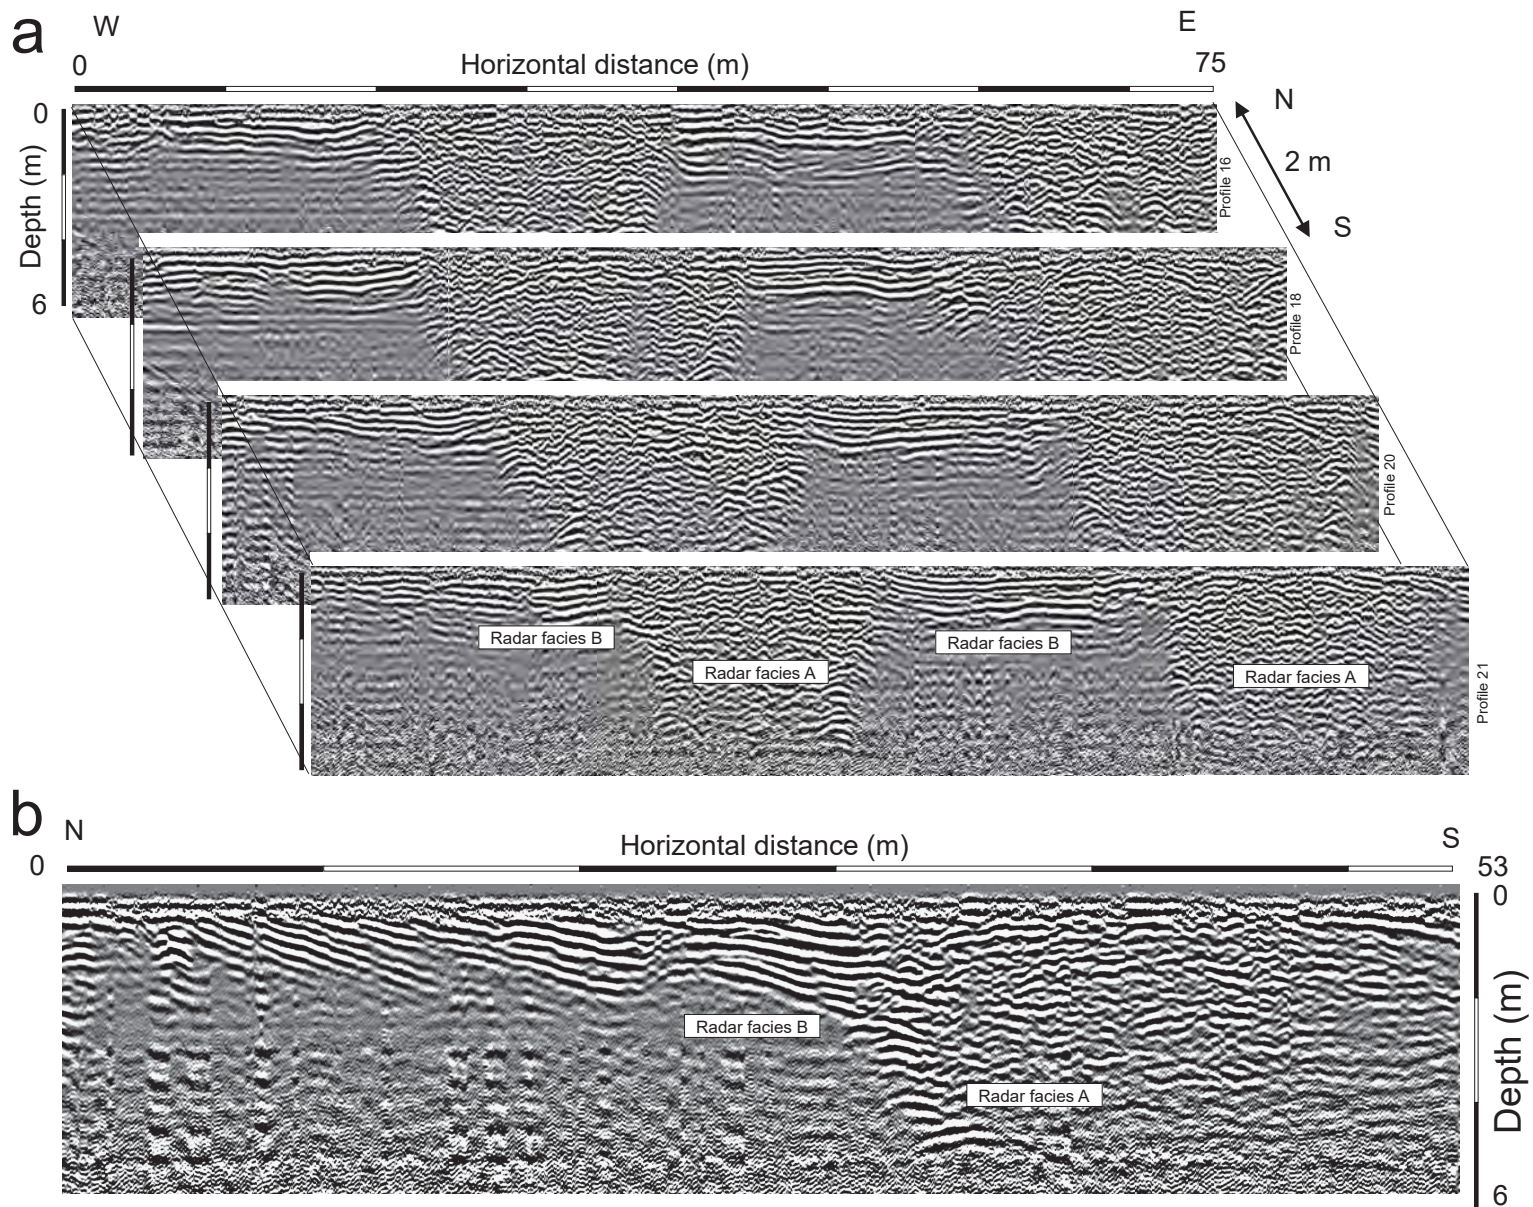 a
W
E
0
Horizontal distance (m)
75
0
N
Depth (m)
2 m
Profile 16
S
6
Profile 18
Profile 20
Radar facies B
Radar facies B
Radar facies A
Radar facies A
Profile 21
b
N
Horizontal distance (m)
S
0
53
0
Radar facies B
Depth (m)
Radar facies A
6